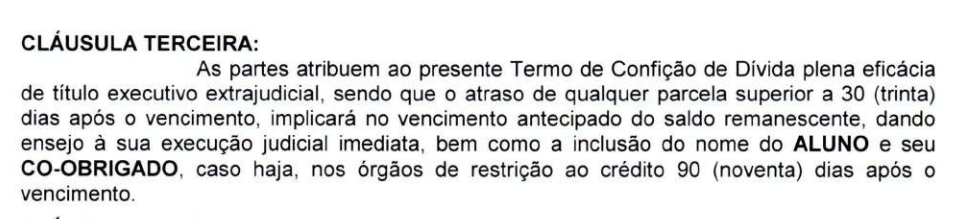 CLÁUSULA TERCEIRA:
As partes atribuem ao presente Termo de Confição de Dívida plena eficácia
de título executivo extrajudicial, sendo que o atraso de qualquer parcela superior a 30 (trinta)
dias após o vencimento, implicará no vencimento antecipado do saldo remanescente, dando
ensejo à sua execução judicial imediata, bem como a inclusão do nome do ALUNO e seu
CO-OBRIGADO, caso haja, nos órgãos de restrição ao crédito 90 (noventa) dias após o
vencimento.